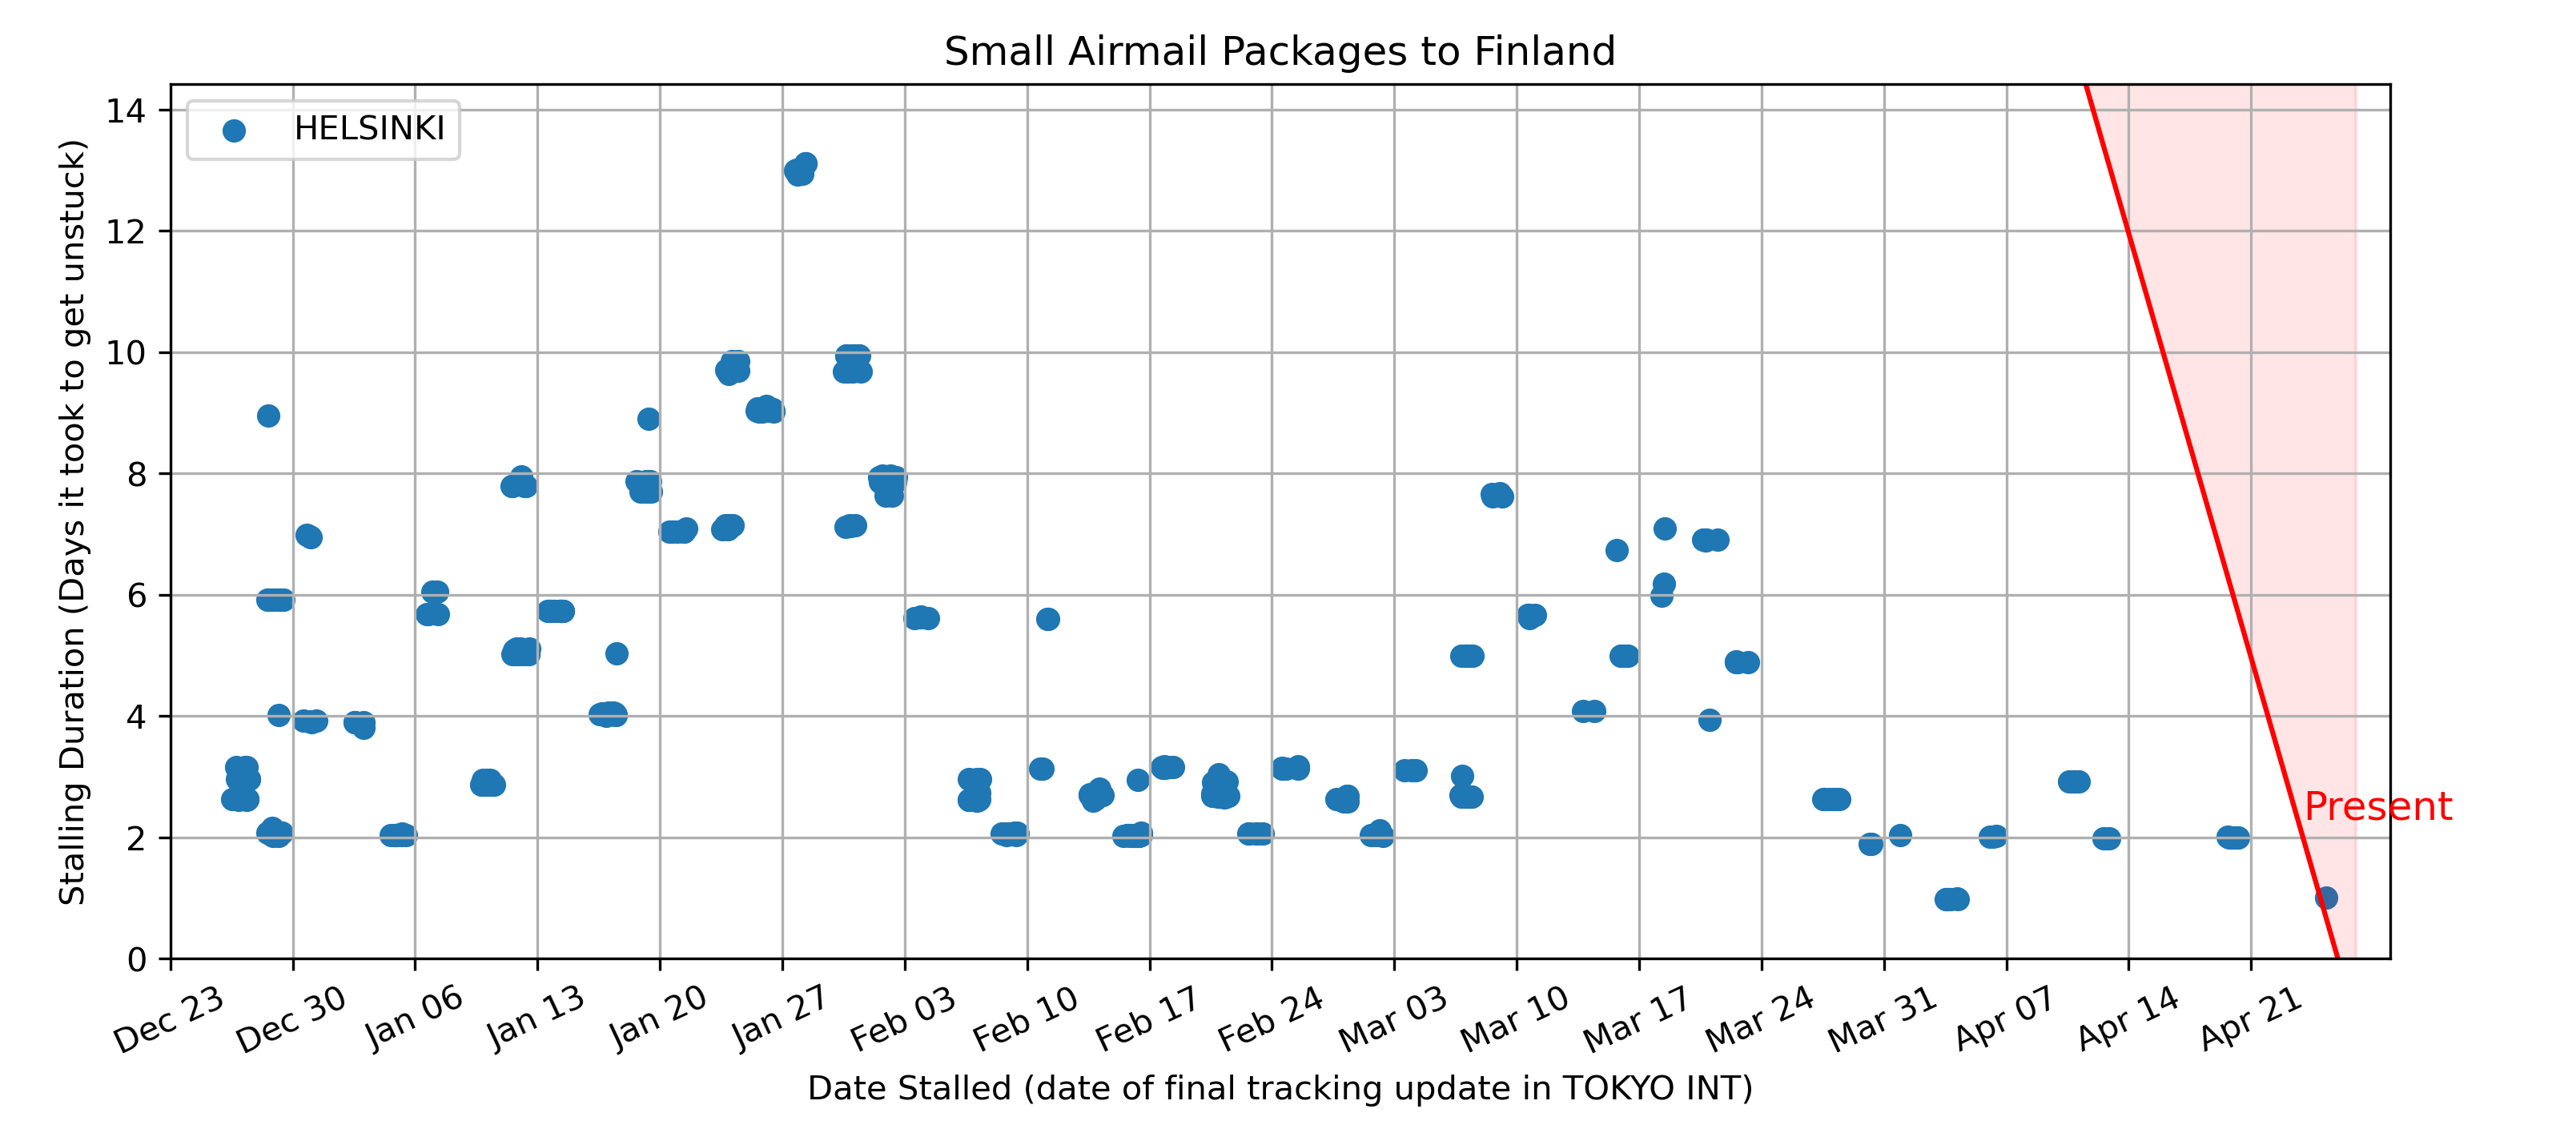 Small Airmail Packages to Finland
HELSINKI
Stalling Duration (Days it took to get unstuck)
14
12
10
8
6
4
2
0
Present
Dec 23
Dec 30
Jan 06
Jan 13
Jan 20
Jan 27
Feb 03
Feb 10
Feb 17
Feb 24
Mar 03
Mar 10
Mar 17
Mar 24
Mar 31
Apr 07
Apr 14
Apr 21
Date Stalled (date of final tracking update in TOKYO INT)